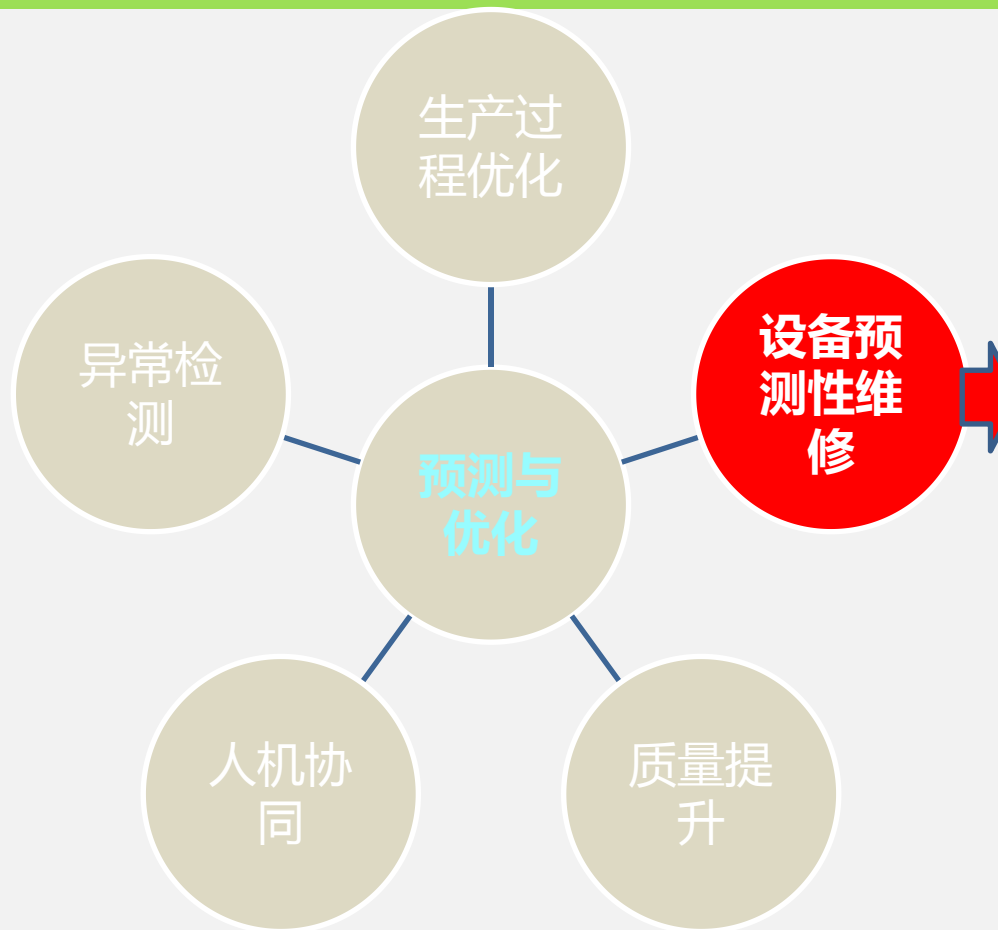 生产过
程优化
异常检
测
设备预
测性维
修
预测与
优化
人机协
同
质量提
升